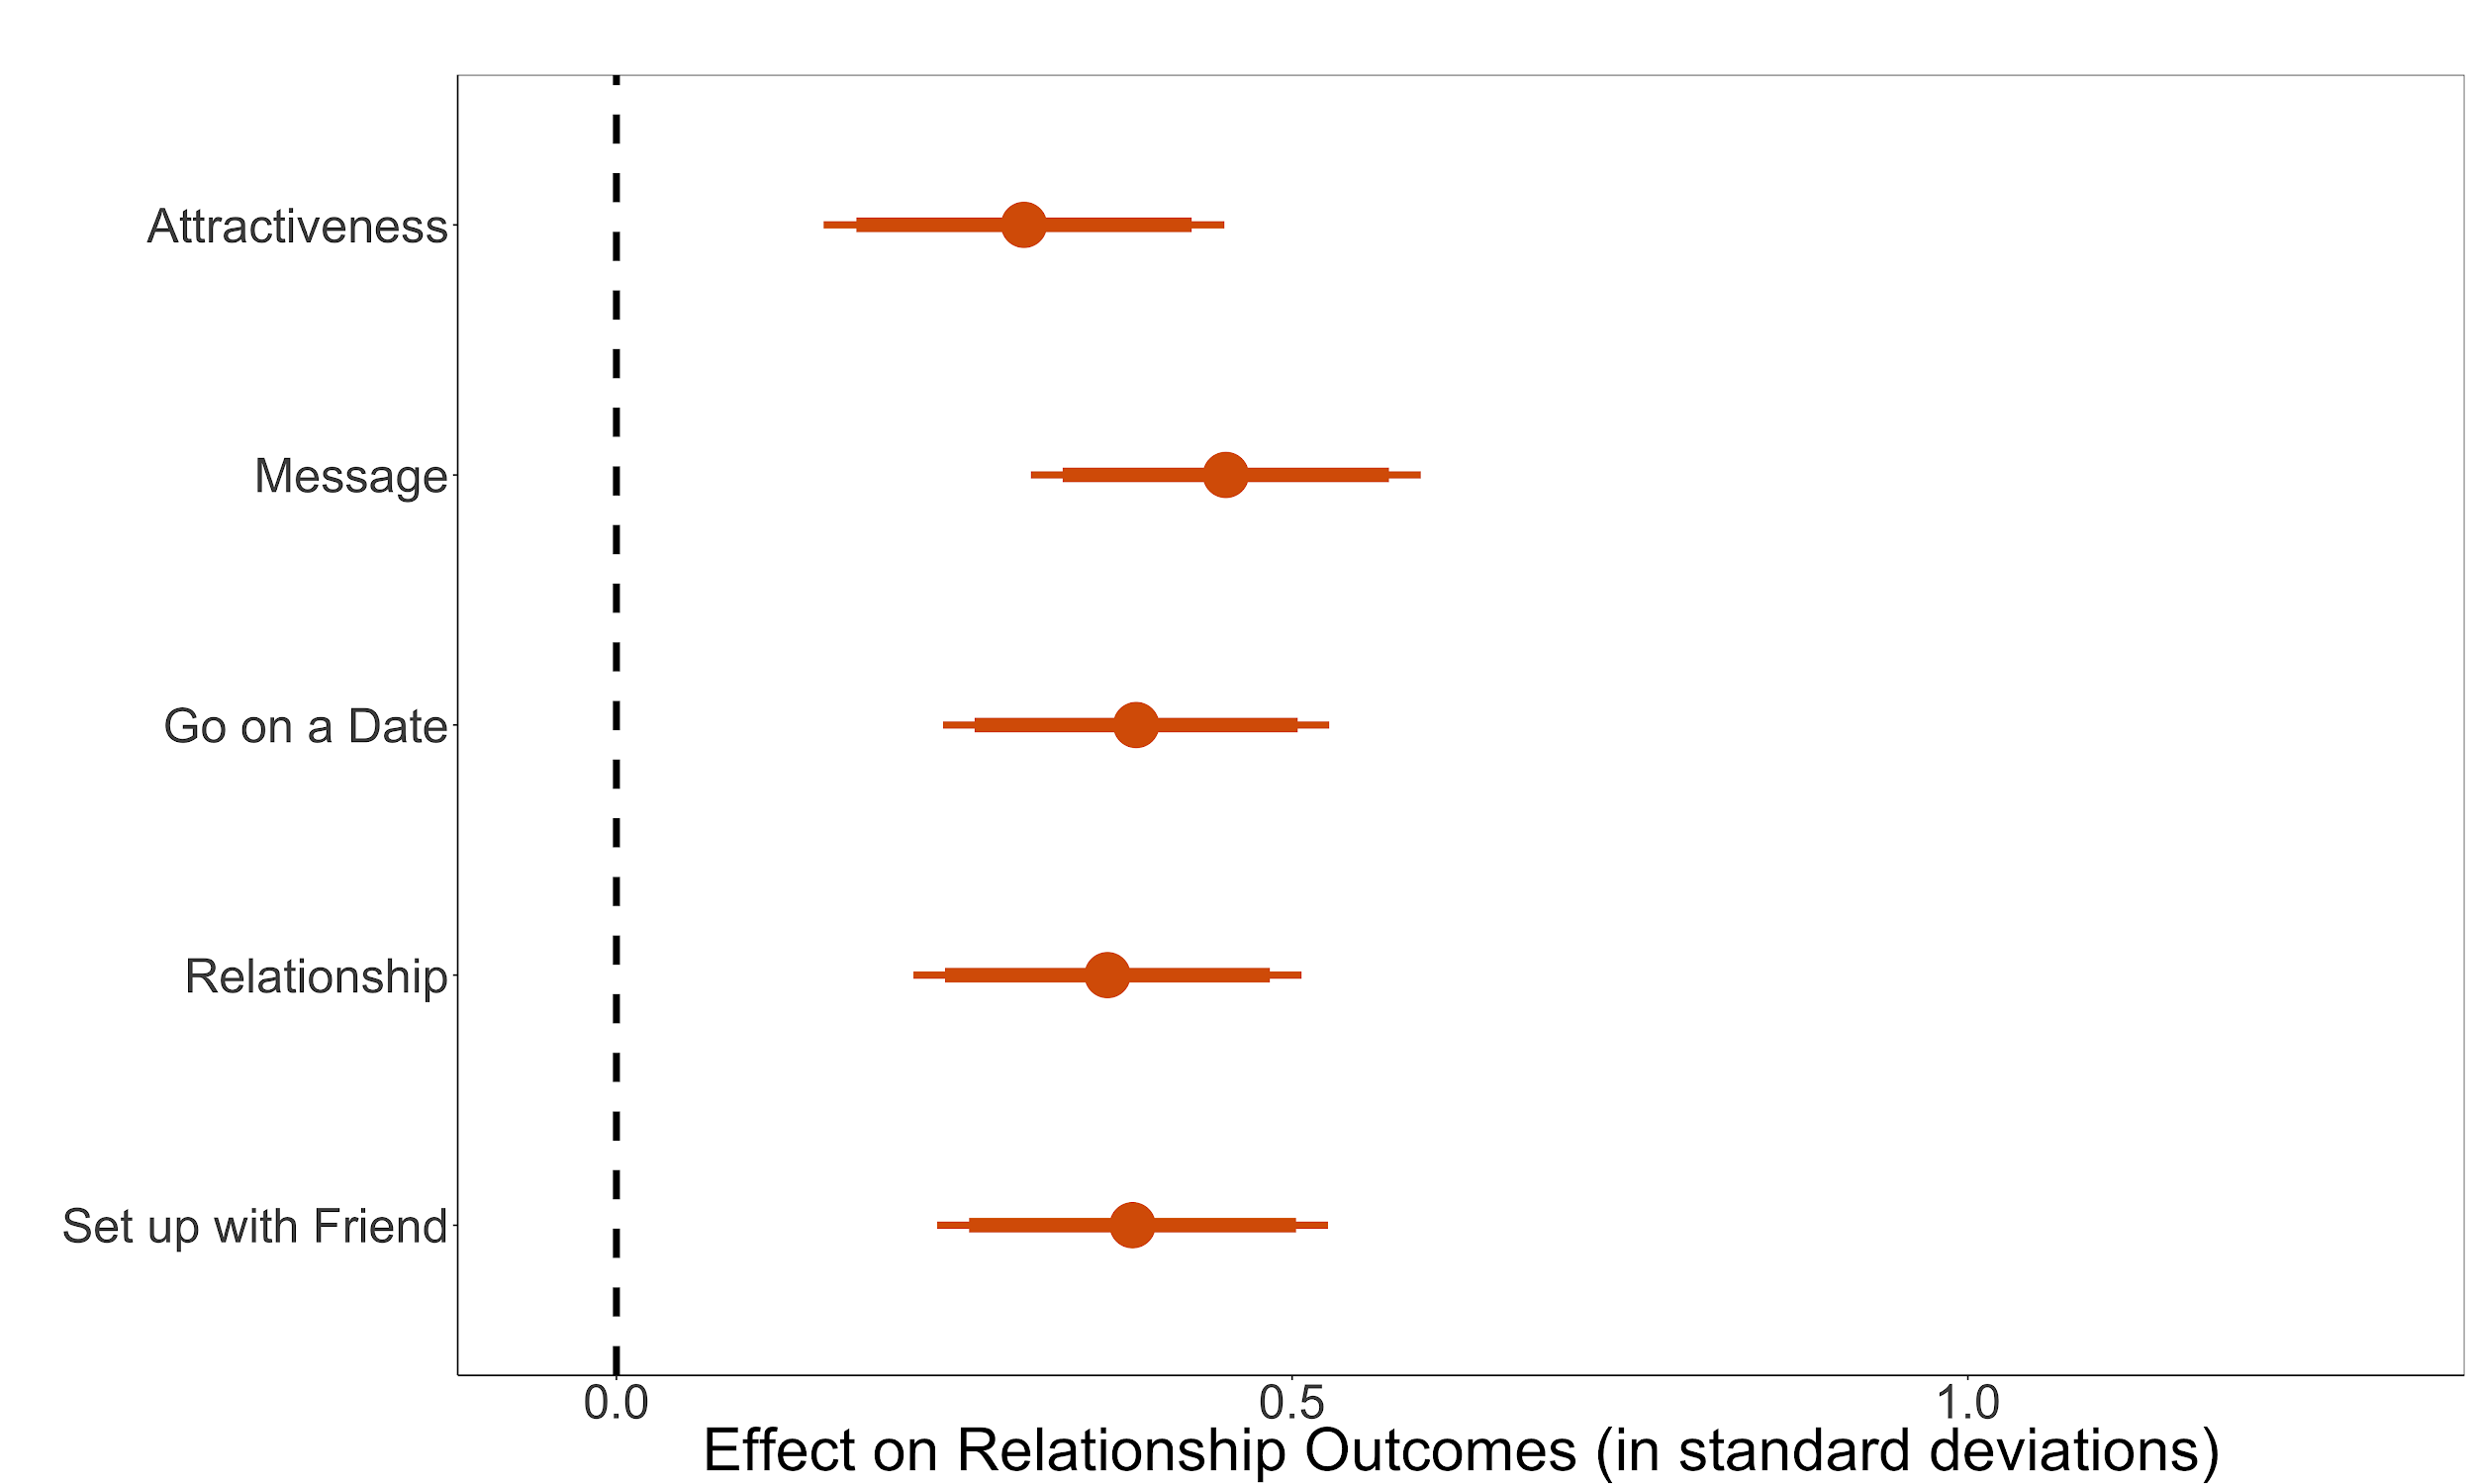 Attractiveness
Message
Go on a Date
Relationship
Set up with Friend
0.0 0.5 1.0
Effect on Relationship Outcomes (in standard deviations)